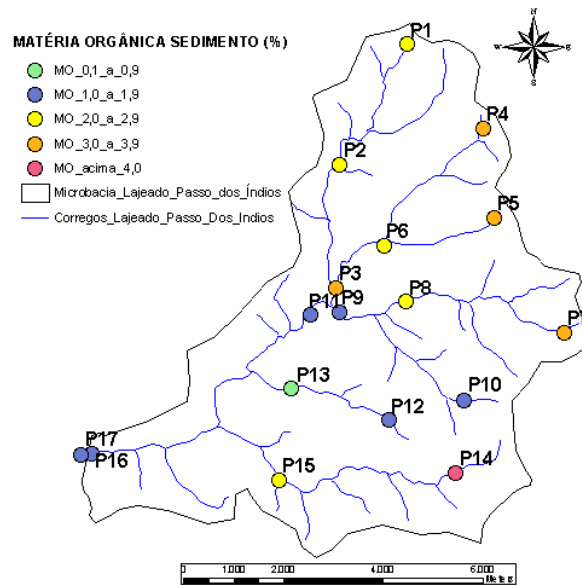 MATÉRIA ORGÂNICA SEDIMENTO (%)
MO_0,1_a_0,9
MO_1,0_a_1,9
MO_2,0_a_2,9
MO_3,0_a_3,9
MO_acima_4,0
Microbacia_Lajeado_Passo_dos_Índios
Corregos_Lajeado_Passo_Dos_Indios
P1
N
W E
S
P4
P2
P5
P6
P3
P8
P11 P9
P13
P10
P12
P17
P16
P14
P15
0 1.000 2.000 4.000 6.000
Meters